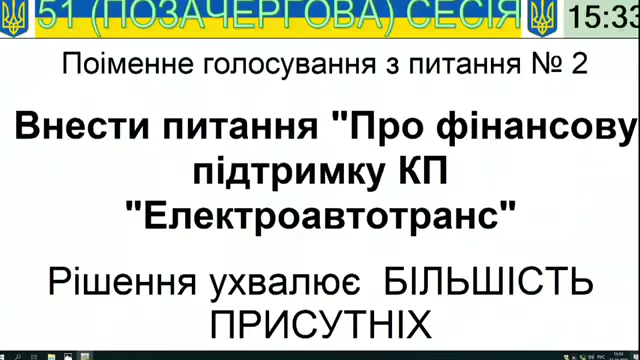 51 (ПОЗАЧЕРГОВА) СЕСІЯ
15:33
Поіменне голосування з питання № 2
Внести питання "Про фінансову
підтримку КП
"Електроавтотранс"
Рішення ухвалює БІЛЬШІСТЬ
ПРИСУТНІХ